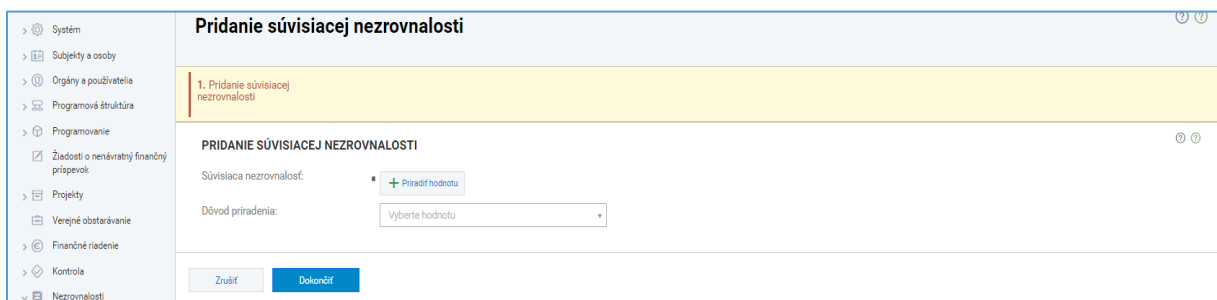 Systém
Subjekty a osoby
Orgány a používatelia
Programová štruktúra
Programovanie
Žiadosti o nenávratný finančný
príspevok
Projekty
Verejné obstarávanie
Finančné riadenie
Kontrola
Nezrovnalosti
Pridanie súvisiacej nezrovnalosti
1. Pridanie súvisiacej
nezrovnalosti
PRIDANIE SÚVISIACEJ NEZROVNALOSTI
Súvisiaca nezrovnalosť:
+ Priradiť hodnotu
Dôvod priradenia:
Vyberte hodnotu
Zrušiť
Dokončiť